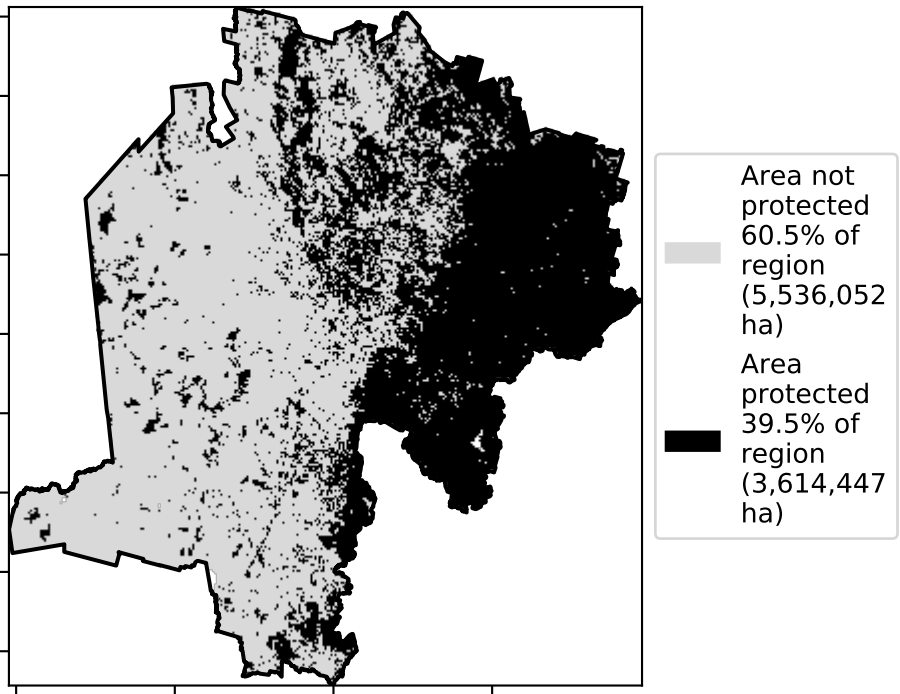 Area not
protected
60.5% of
region
(5,536,052
ha)
Area
protected
39.5% of
region
(3,614,447
ha)